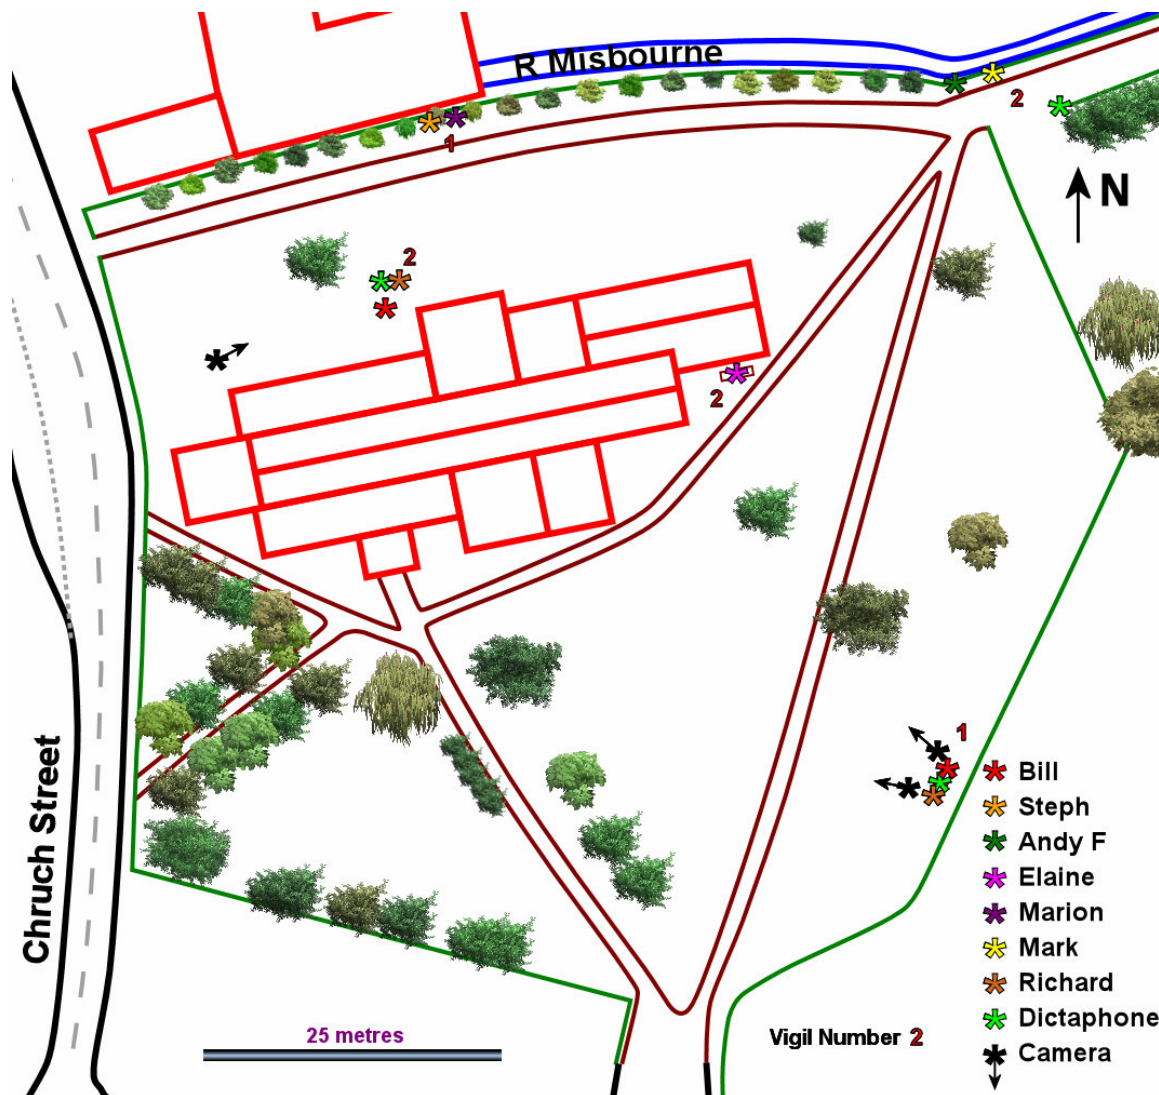 R Misbourne
2
1
N
2
2
1
Chruch Street
Bill
Steph
Andy F
Elaine
Marion
Mark
Richard
Dictaphone
Camera
25 metres
Vigil Number 2